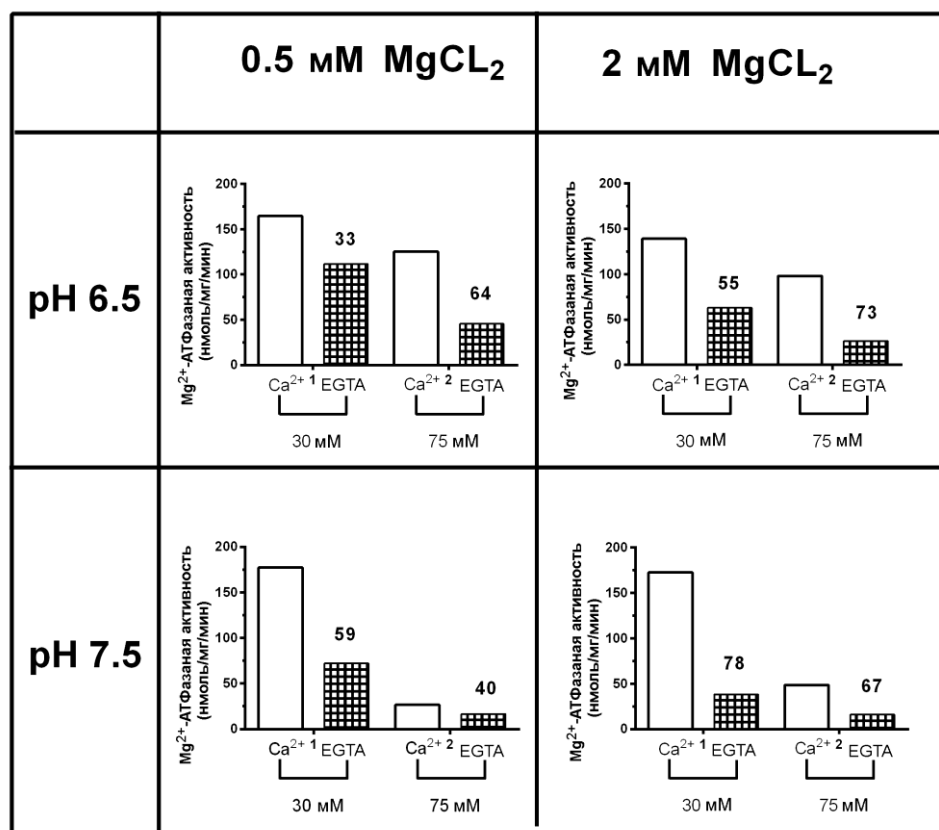 0.5 мМ MgCL₂
2 мМ MgCL₂
pH 6.5
Mg²⁺-АТФазаная активность
(нмоль/мг/мин)
200
150
100
50
0
33
64
Ca²⁺ 1 EGTA
Ca²⁺ 2 EGTA
30 мМ
75 мМ
Mg²⁺-АТФазаная активность
(нмоль/мг/мин)
200
150
100
50
0
55
73
Ca²⁺ 1 EGTA
Ca²⁺ 2 EGTA
30 мМ
75 мМ
pH 7.5
Mg²⁺-АТФазаная активность
(нмоль/мг/мин)
200
150
100
50
0
59
40
Ca²⁺ 1 EGTA
Ca²⁺ 2 EGTA
30 мМ
75 мМ
Mg²⁺-АТФазаная активность
(нмоль/мг/мин)
200
150
100
50
0
78
67
Ca²⁺ 1 EGTA
Ca²⁺ 2 EGTA
30 мМ
75 мМ